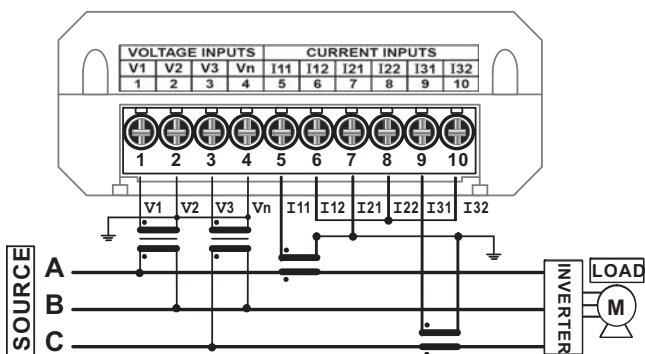 VOLTAGE INPUTS CURRENT INPUTS
V1 V2 V3 Vn I11 I12 I21 I22 I31 I32
1 2 3 4 5 6 7 8 9 10
1 2 3 4 5 6 7 8 9 10
V1 V2 V3 Vn I11 I12 I21 I22 I31 I32
SOURCE
A
B
C
INVERTER
LOAD
M